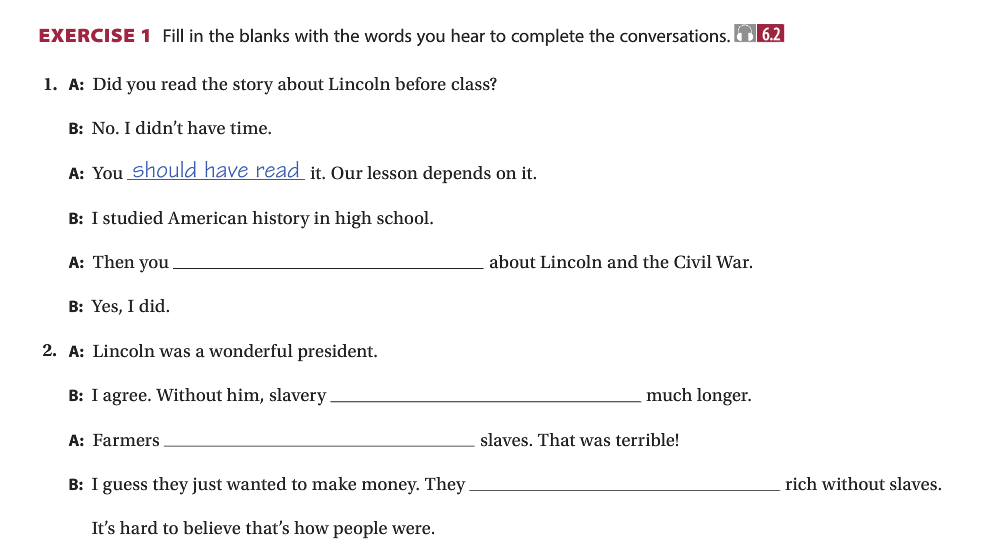 EXERCISE 1 Fill in the blanks with the words you hear to complete the conversations. 6.2
1. A: Did you read the story about Lincoln before class?
B: No. I didn't have time.
A: You should have read it. Our lesson depends on it.
B: I studied American history in high school.
A: Then you ______ about Lincoln and the Civil War.
B: Yes, I did.
2. A: Lincoln was a wonderful president.
B: I agree. Without him, slavery ______ much longer.
A: Farmers ______ slaves. That was terrible!
B: I guess they just wanted to make money. They ______ rich without slaves.
It's hard to believe that's how people were.